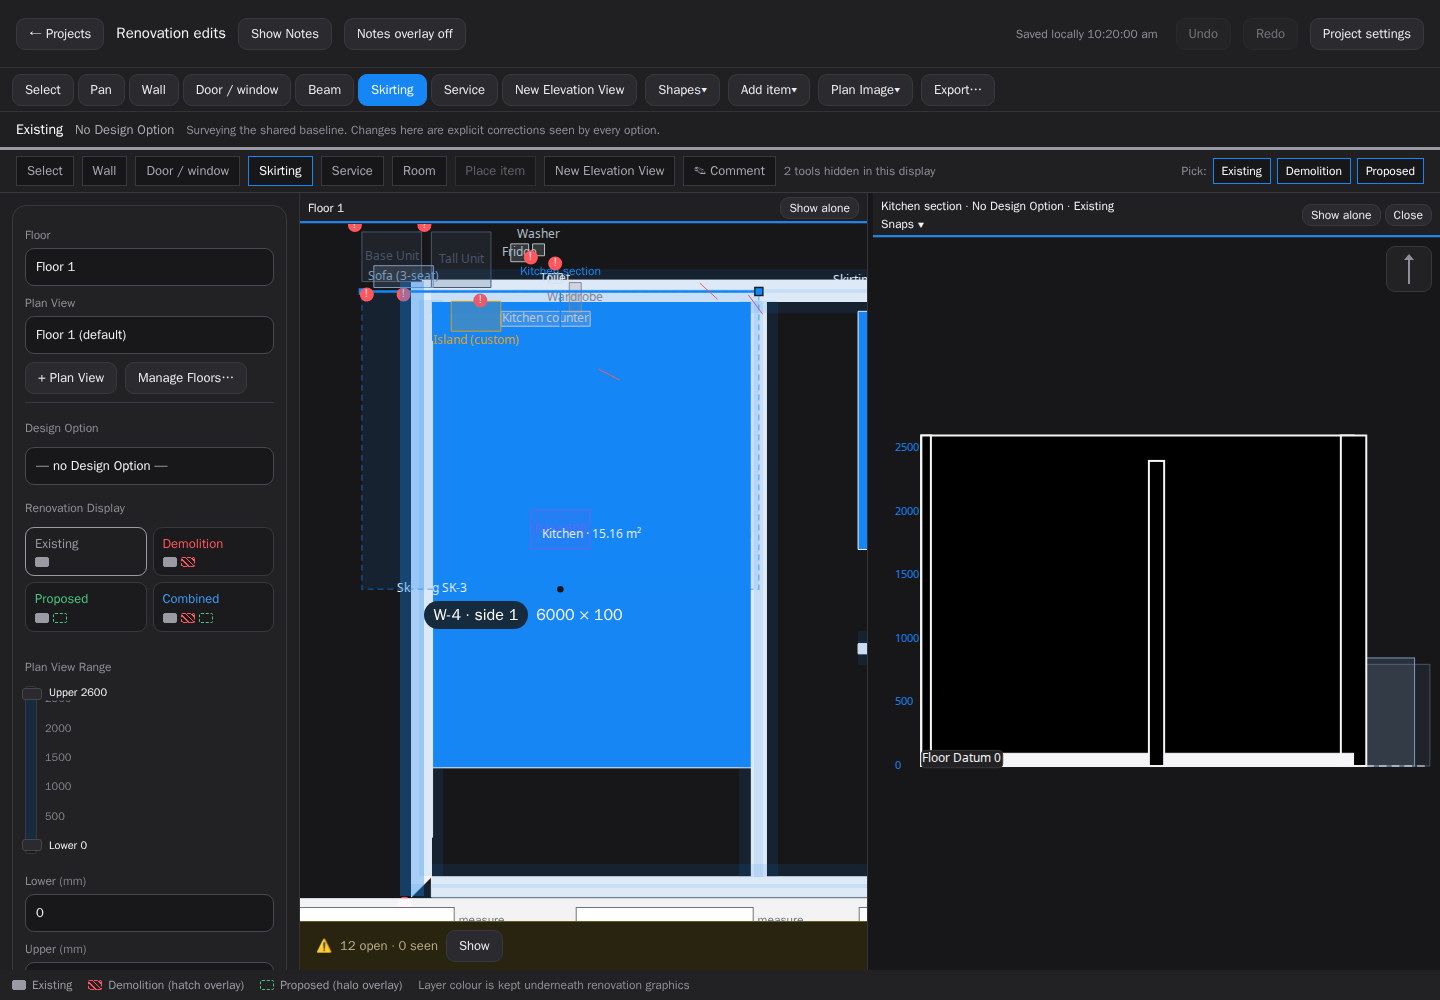 ← Projects
Renovation edits
Show Notes
Notes overlay off
Saved locally 10:20:00 am
Undo
Redo
Project settings
Select
Pan
Wall
Door / window
Beam
Skirting
Service
New Elevation View
Shapes▾
Add item▾
Plan Image▾
Export⋯
Existing No Design Option Surveying the shared baseline. Changes here are explicit corrections seen by every option.
Select
Wall
Door / window
Skirting
Service
Room
Place item
New Elevation View
✎ Comment
2 tools hidden in this display
Pick:
Existing
Demolition
Proposed
Floor
Floor 1
Plan View
Floor 1 (default)
+ Plan View
Manage Floors⋯
Design Option
— no Design Option —
Renovation Display
Existing
Demolition
Proposed
Combined
Plan View Range
Upper 2600
2000
1500
1000
500
Lower 0
Lower (mm)
0
Upper (mm)
Floor 1
Show alone
Washer
Base Unit
Tall Unit
Fridge
Sofa (3-seat)
Kitchen section
Toilet
Wardrobe
Kitchen counter
Island (custom)
Kitchen · 15.16 m²
SK-3
W-4 · side 1
6000 × 100
measure
measure
⚠️ 12 open · 0 seen
Show
Kitchen section · No Design Option · Existing
Snaps ▾
Show alone
Close
2500
2000
1500
1000
500
0
Floor Datum 0
Existing
Demolition (hatch overlay)
Proposed (halo overlay)
Layer colour is kept underneath renovation graphics